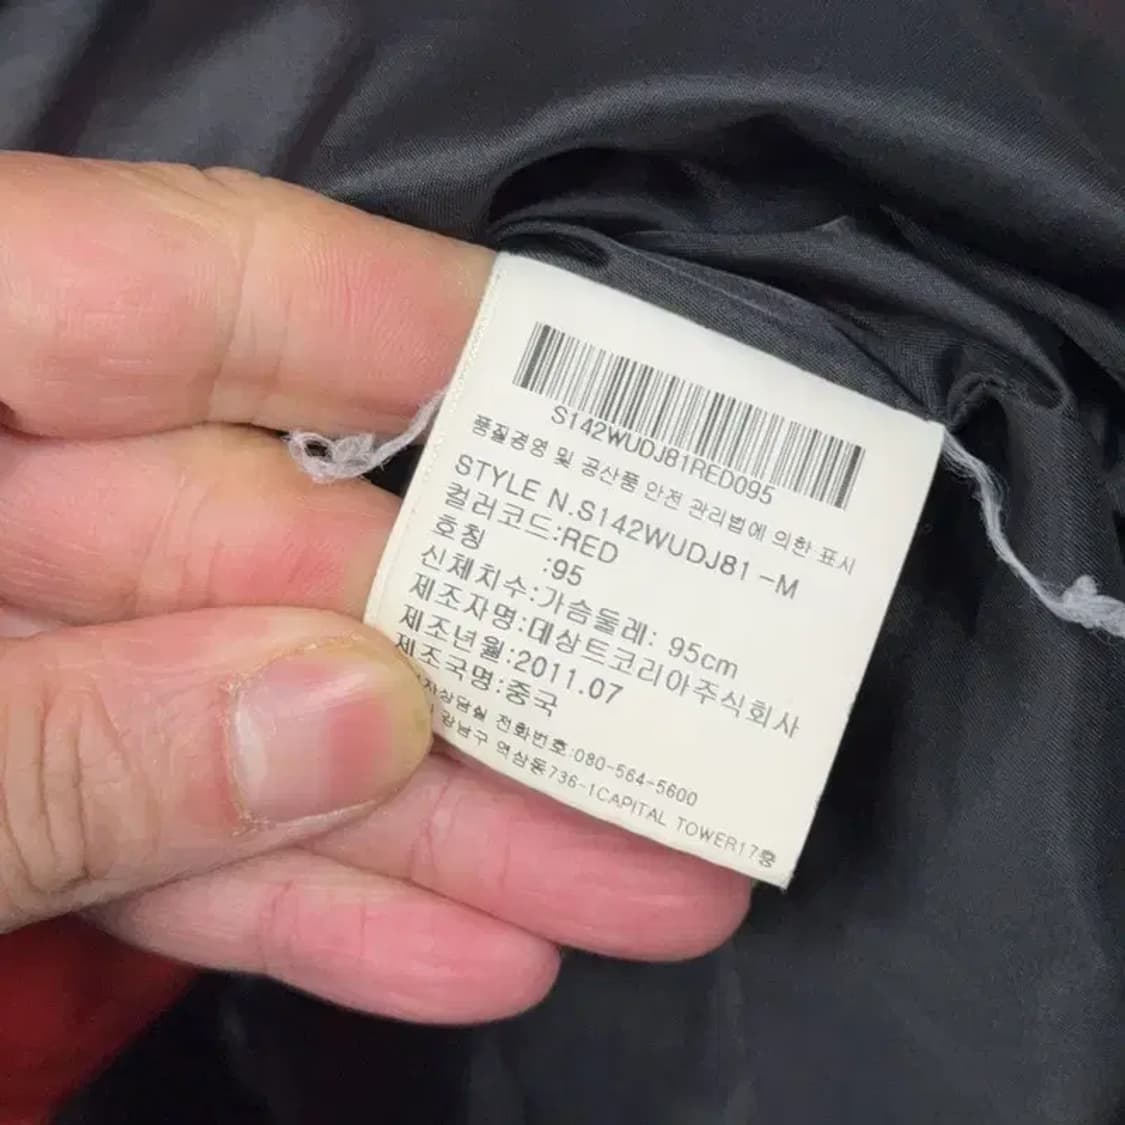 S142WUDJ81RED095
품질경영 및 공산품 안전 관리법에 의한 표시
STYLE N.S142WUDJ81-M
컬러코드:RED
호칭 :95
신체치수:가슴둘레: 95cm
제조자명:데상트코리아주식회사
제조년월:2011.07
제조국명:중국
자상담실 전화번호:080-564-5600
강남구 역삼동736-1CAPITAL TOWER17층